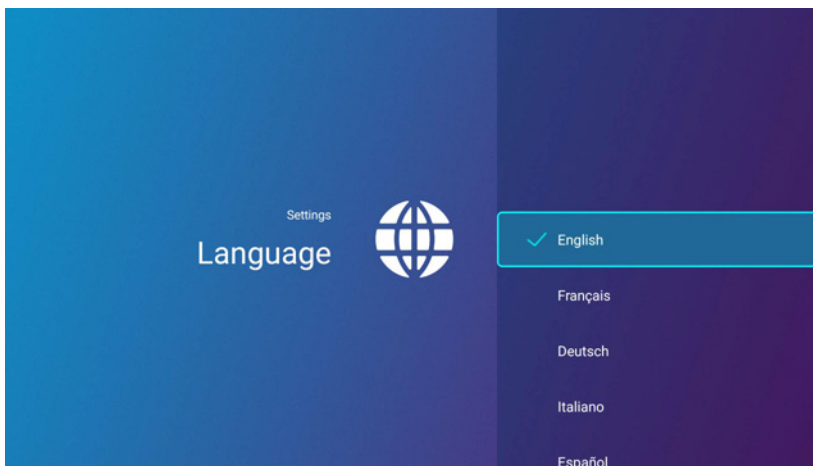 Settings
Language
English
Français
Deutsch
Italiano
Español